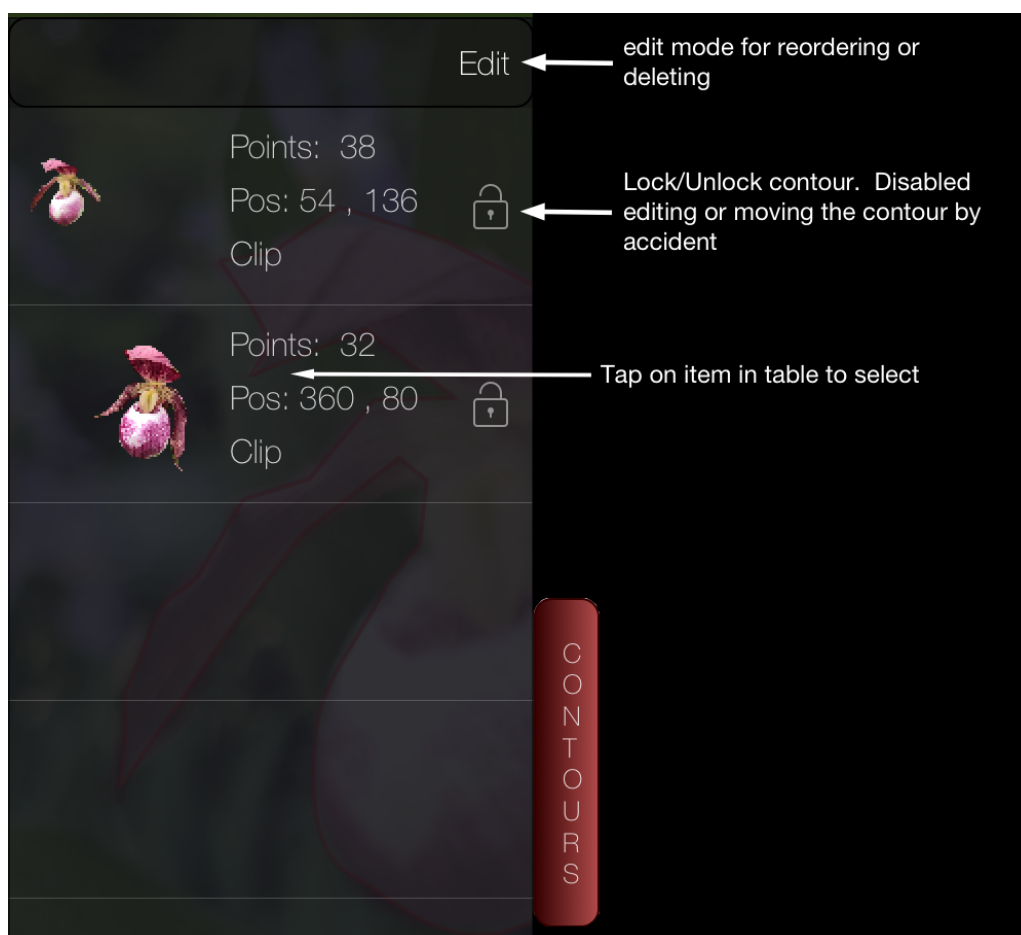 Edit
edit mode for reordering or
deleting
Points:  38
Pos: 54 , 136
Clip
Lock/Unlock contour.  Disabled
editing or moving the contour by
accident
Points:  32
Pos: 360 , 80
Clip
Tap on item in table to select
CONTOURS